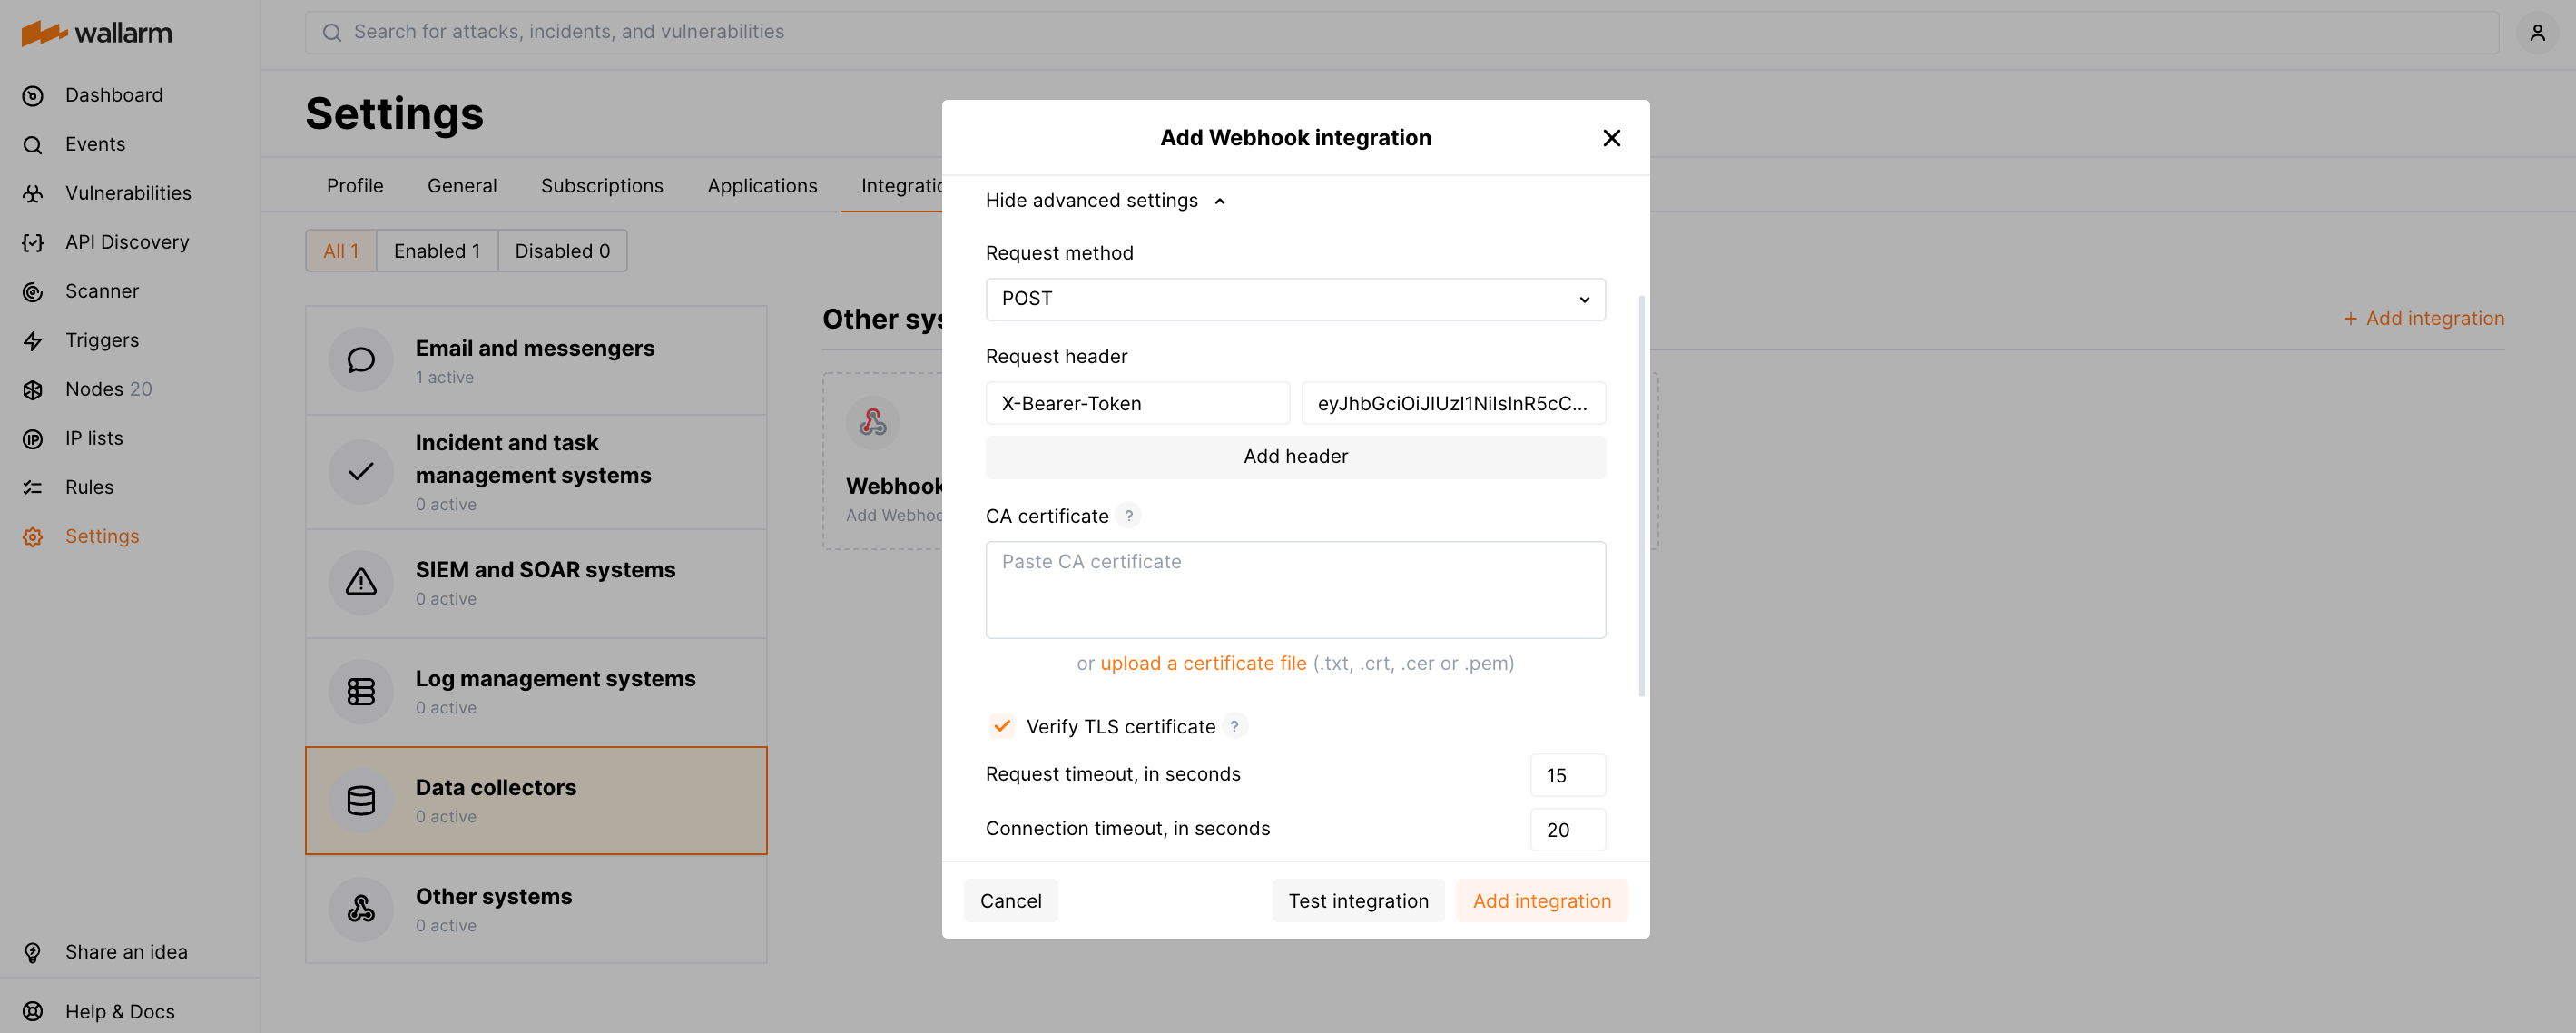 wallarm
Search for attacks, incidents, and vulnerabilities
Dashboard
Events
Vulnerabilities
API Discovery
Scanner
Triggers
Nodes 20
IP lists
Rules
Settings
Share an idea
Help & Docs
Settings
Profile General Subscriptions Applications Integratio
All 1 Enabled 1 Disabled 0
Email and messengers
1 active
Incident and task
management systems
0 active
SIEM and SOAR systems
0 active
Log management systems
0 active
Data collectors
0 active
Other systems
0 active
Other sys
+ Add integration
Webhook
Add Webhoo
Add Webhook integration
Hide advanced settings
Request method
POST
Request header
X-Bearer-Token eyJhbGciOiJIUzI1NiIsInR5cC...
Add header
CA certificate ?
Paste CA certificate
or upload a certificate file (.txt, .crt, .cer or .pem)
Verify TLS certificate ?
Request timeout, in seconds 15
Connection timeout, in seconds 20
Cancel Test integration Add integration